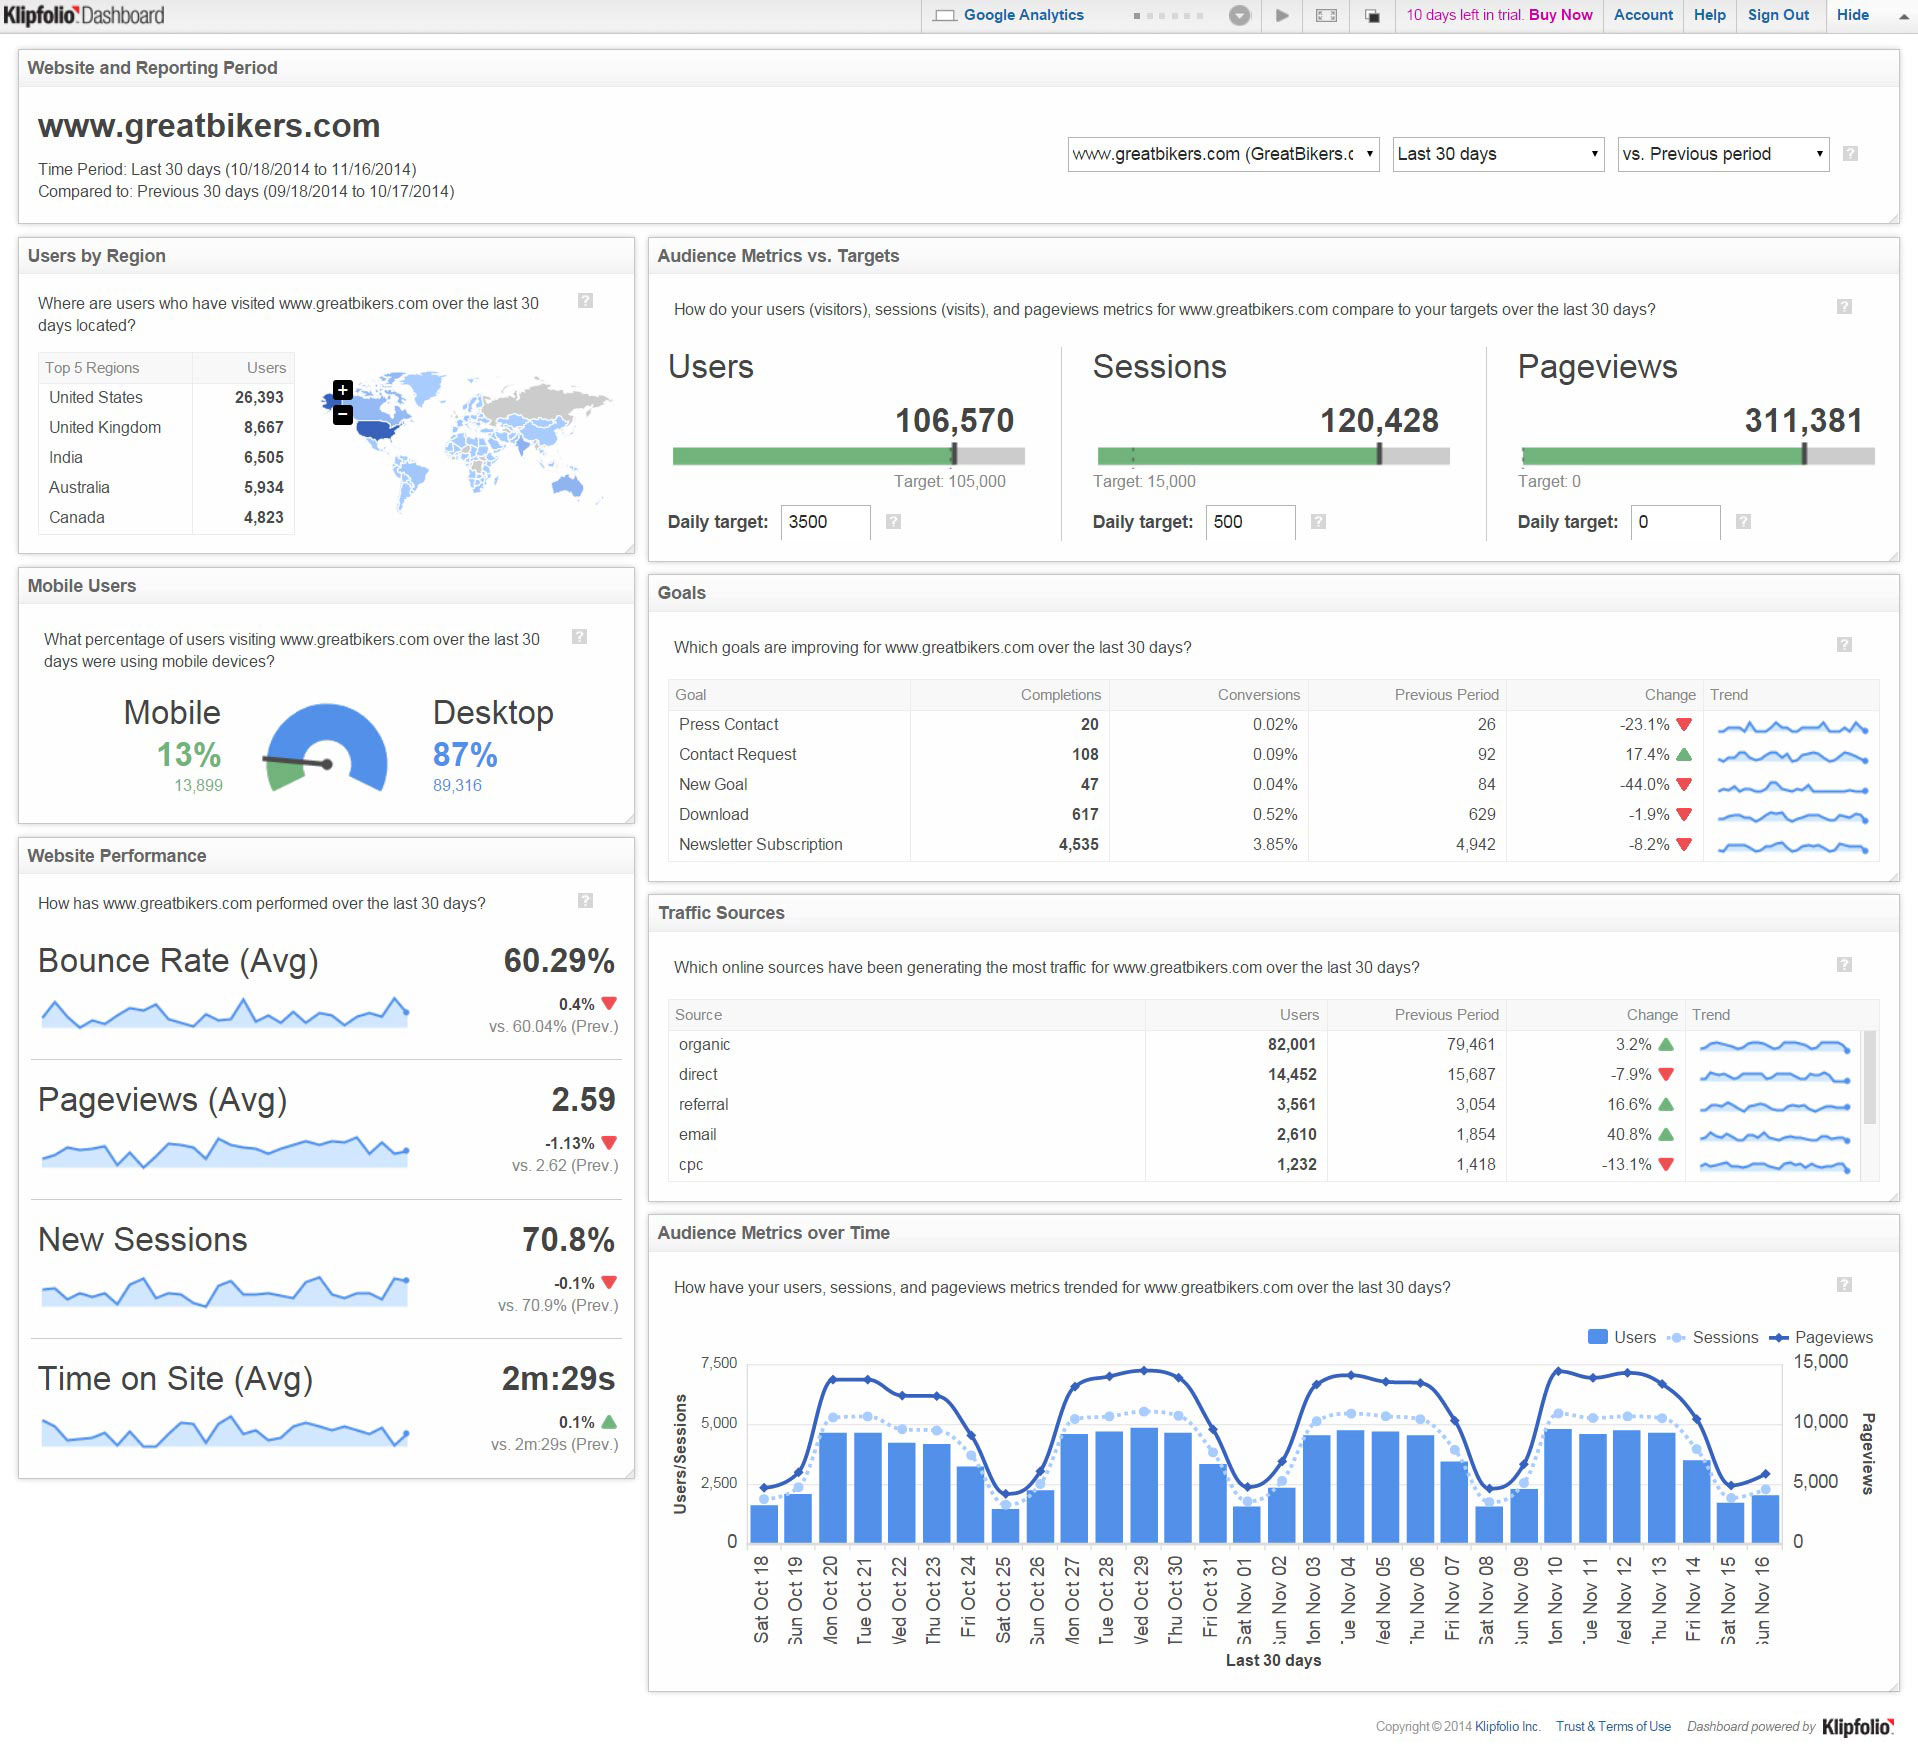 Klipfolio Dashboard
Google Analytics
10 days left in trial. Buy Now
Account
Help
Sign Out
Hide
Website and Reporting Period
www.greatbikers.com
Time Period: Last 30 days (10/18/2014 to 11/16/2014)
Compared to: Previous 30 days (09/18/2014 to 10/17/2014)
www.greatbikers.com (GreatBikers.c
Last 30 days
vs. Previous period
?
Users by Region
Where are users who have visited www.greatbikers.com over the last 30
days located?
?
Top 5 Regions Users
United States 26,393
United Kingdom 8,667
India 6,505
Australia 5,934
Canada 4,823
+
−
Mobile Users
What percentage of users visiting www.greatbikers.com over the last 30
days were using mobile devices?
?
Mobile
13%
13,899
Desktop
87%
89,316
Website Performance
How has www.greatbikers.com performed over the last 30 days?
?
Bounce Rate (Avg) 60.29%
0.4%
vs. 60.04% (Prev.)
Pageviews (Avg) 2.59
-1.13%
vs. 2.62 (Prev.)
New Sessions 70.8%
-0.1%
vs. 70.9% (Prev.)
Time on Site (Avg) 2m:29s
0.1%
vs. 2m:29s (Prev.)
Audience Metrics vs. Targets
How do your users (visitors), sessions (visits), and pageviews metrics for www.greatbikers.com compare to your targets over the last 30 days?
?
Users
106,570
Target: 105,000
Daily target: 3500 ?
Sessions
120,428
Target: 15,000
Daily target: 500 ?
Pageviews
311,381
Target: 0
Daily target: 0 ?
Goals
Which goals are improving for www.greatbikers.com over the last 30 days?
?
Goal Completions Conversions Previous Period Change Trend
Press Contact 20 0.02% 26 -23.1%
Contact Request 108 0.09% 92 17.4%
New Goal 47 0.04% 84 -44.0%
Download 617 0.52% 629 -1.9%
Newsletter Subscription 4,535 3.85% 4,942 -8.2%
Traffic Sources
Which online sources have been generating the most traffic for www.greatbikers.com over the last 30 days?
?
Source Users Previous Period Change Trend
organic 82,001 79,461 3.2%
direct 14,452 15,687 -7.9%
referral 3,561 3,054 16.6%
email 2,610 1,854 40.8%
cpc 1,232 1,418 -13.1%
Audience Metrics over Time
How have your users, sessions, and pageviews metrics trended for www.greatbikers.com over the last 30 days?
?
Users Sessions Pageviews
Users/Sessions
7,500
5,000
2,500
0
15,000
10,000
5,000
0
Pageviews
Sat Oct 18
Sun Oct 19
Mon Oct 20
Tue Oct 21
Wed Oct 22
Thu Oct 23
Fri Oct 24
Sat Oct 25
Sun Oct 26
Mon Oct 27
Tue Oct 28
Wed Oct 29
Thu Oct 30
Fri Oct 31
Sat Nov 01
Sun Nov 02
Mon Nov 03
Tue Nov 04
Wed Nov 05
Thu Nov 06
Fri Nov 07
Sat Nov 08
Sun Nov 09
Mon Nov 10
Tue Nov 11
Wed Nov 12
Thu Nov 13
Fri Nov 14
Sat Nov 15
Sun Nov 16
Last 30 days
Copyright © 2014 Klipfolio Inc. Trust & Terms of Use Dashboard powered by Klipfolio